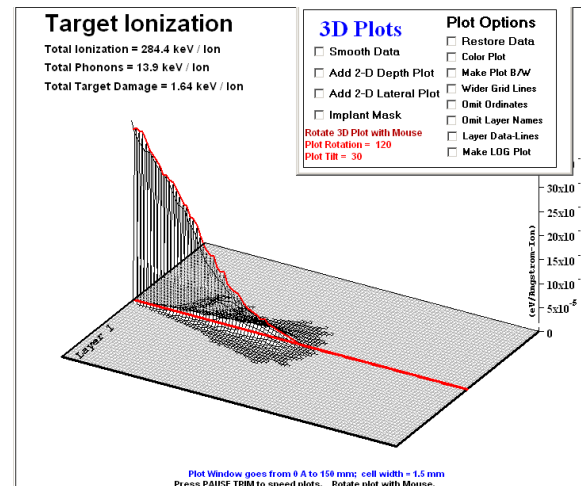 Target Ionization
Total Ionization = 284.4 keV / Ion
Total Phonons = 13.9 keV / Ion
Total Target Damage = 1.64 keV / Ion
3D Plots
Smooth Data
Add 2-D Depth Plot
Add 2-D Lateral Plot
Implant Mask
Rotate 3D Plot with Mouse
Plot Rotation = 120
Plot Tilt = 30
Plot Options
Restore Data
Color Plot
Make Plot B/W
Wider Grid Lines
Omit Ordinates
Omit Layer Names
Layer Data-Lines
Make LOG Plot
30x10
25x10
20x10
15x10
10x10
5x10-5
0
(eV/Angstrom-Ion)
Layer 1
Plot Window goes from 0 A to 150 mm; cell width = 1.5 mm
Press PAUSE TRIM to speed plots. Rotate plot with Mouse.